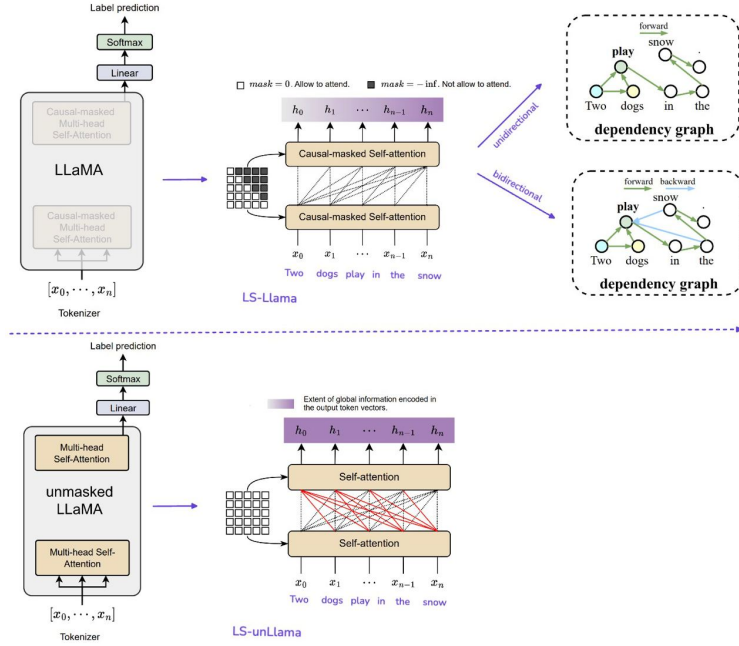 Label prediction
Softmax
Linear
Causal-masked
Multi-head
Self-Attention
LLaMA
Causal-masked
Multi-head
Self-Attention
[x₀, ⋯, xₙ]
Tokenizer
mask = 0. Allow to attend. mask = − inf. Not allow to attend.
h₀ h₁ ⋯ hₙ₋₁ hₙ
Causal-masked Self-attention
Causal-masked Self-attention
x₀ x₁ ⋯ xₙ₋₁ xₙ
Two dogs play in the snow
LS-Llama
unidirectional
bidirectional
forward
snow
.
play
Two dogs in the
dependency graph
forward backward
play
snow
.
Two dogs in the
dependency graph
Label prediction
Softmax
Linear
Multi-head
Self-Attention
unmasked
LLaMA
Multi-head Self-
Attention
[x₀, ⋯, xₙ]
Tokenizer
Extent of global information encoded in
the output token vectors.
h₀ h₁ ⋯ hₙ₋₁ hₙ
Self-attention
Self-attention
x₀ x₁ ⋯ xₙ₋₁ xₙ
Two dogs play in the snow
LS-unLlama